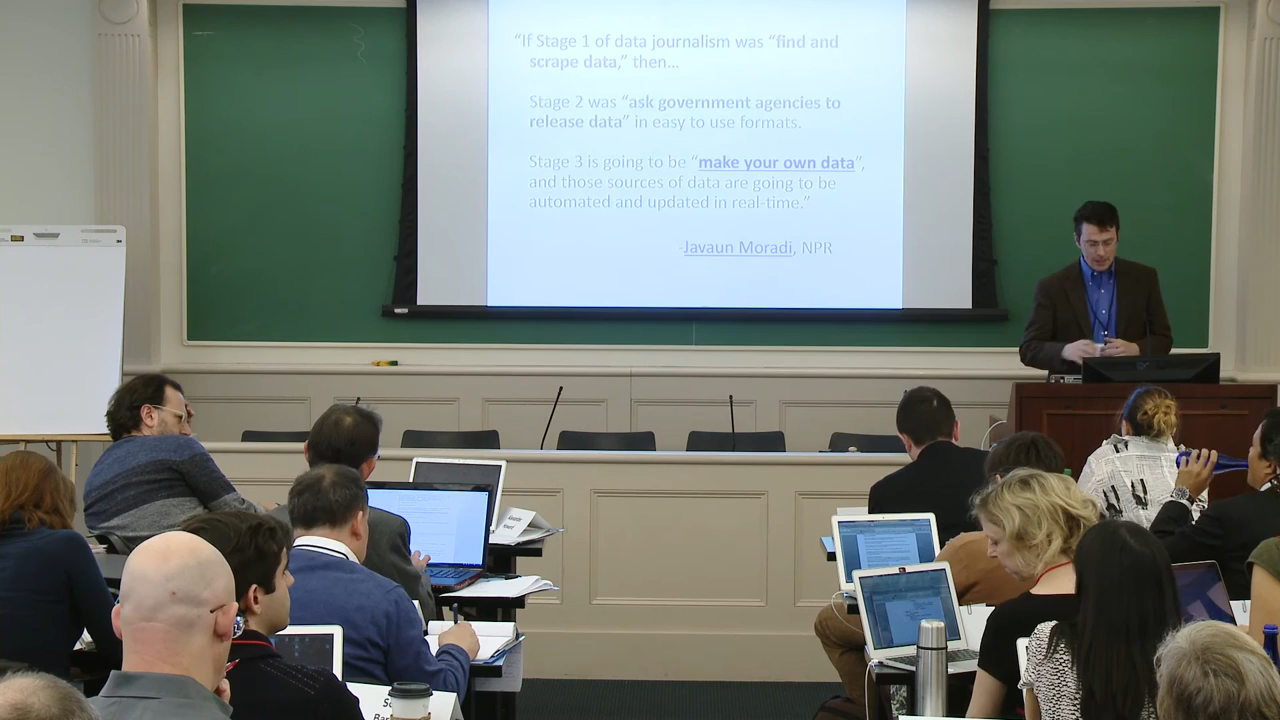 “If Stage 1 of data journalism was “find and
scrape data,” then...
Stage 2 was “ask government agencies to
release data” in easy to use formats.
Stage 3 is going to be “make your own data”,
and those sources of data are going to be
automated and updated in real-time.”
-Javaun Moradi, NPR
Alexander
Howard